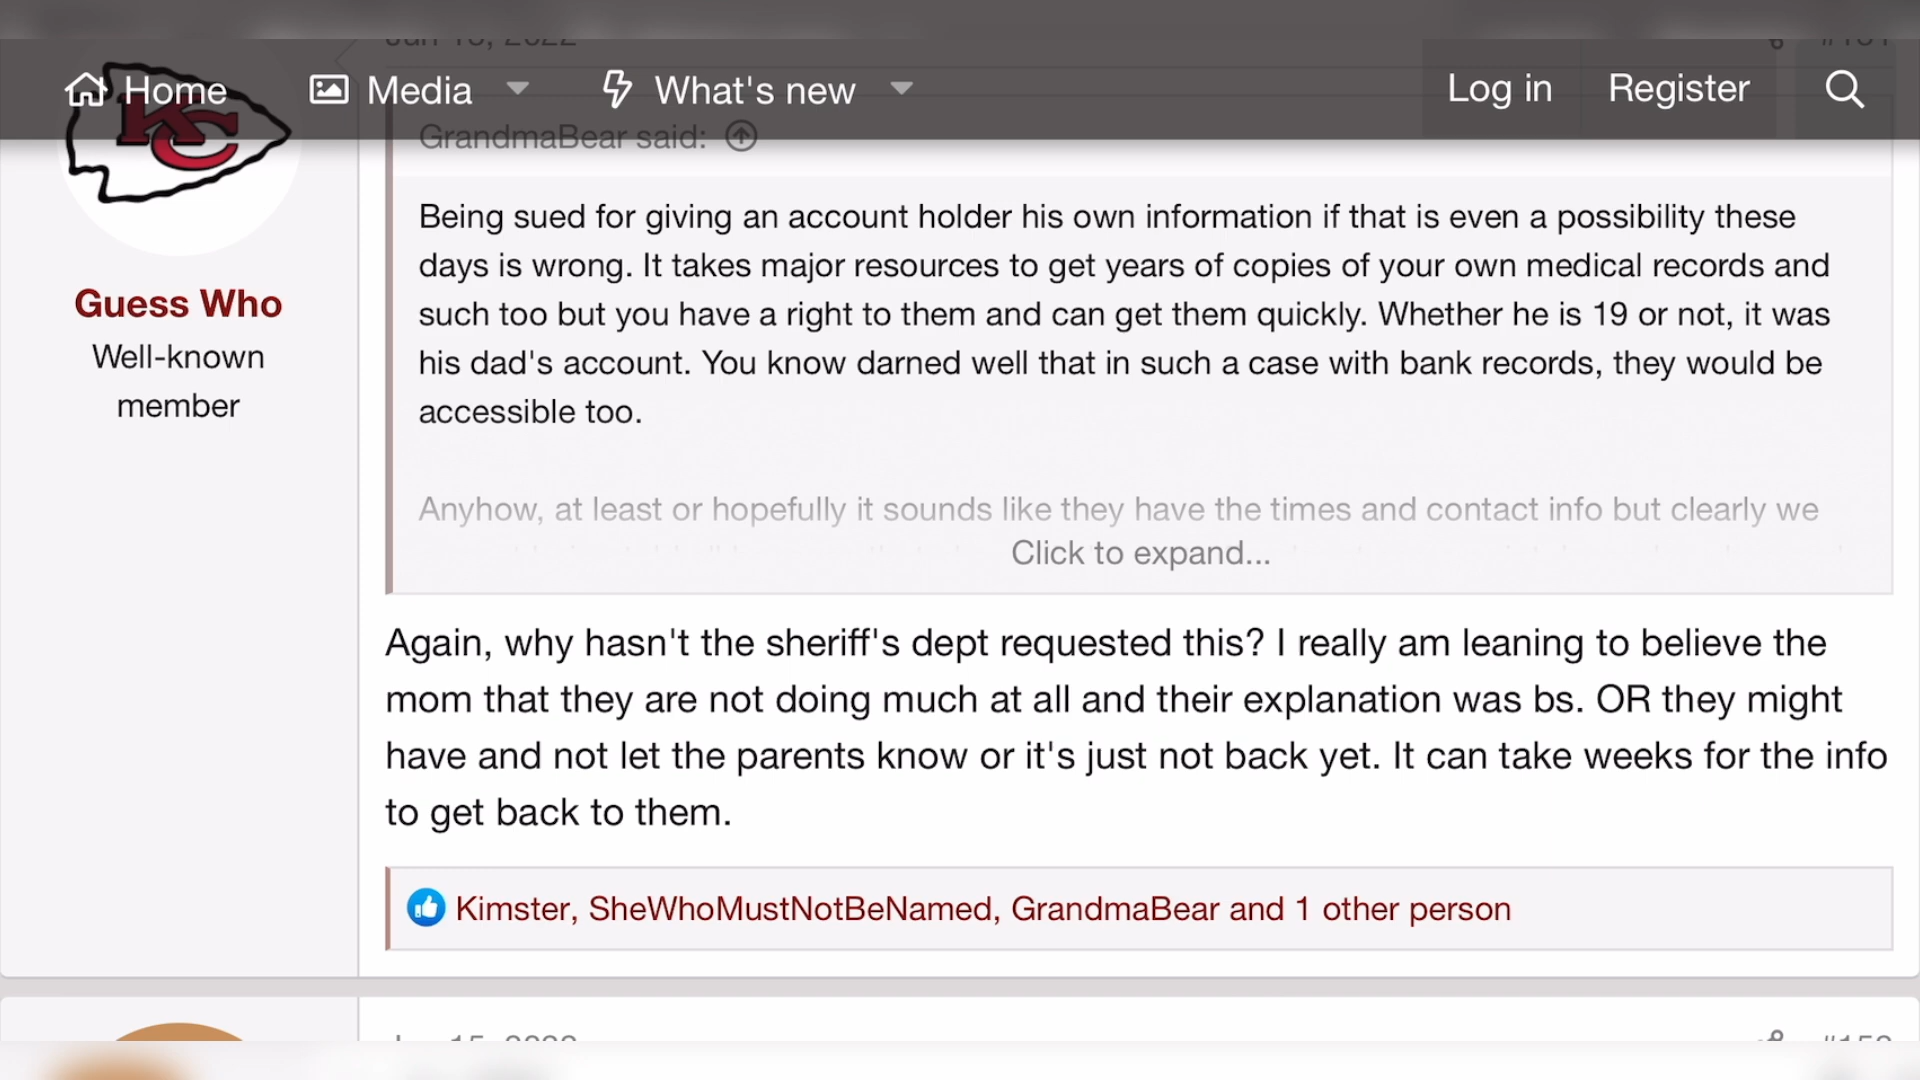 Home Media What's new Log in Register
KC
GrandmaBear said:
Being sued for giving an account holder his own information if that is even a possibility these
days is wrong. It takes major resources to get years of copies of your own medical records and
such too but you have a right to them and can get them quickly. Whether he is 19 or not, it was
his dad's account. You know darned well that in such a case with bank records, they would be
accessible too.
Anyhow, at least or hopefully it sounds like they have the times and contact info but clearly we
Click to expand...
Guess Who
Well-known
member
Again, why hasn't the sheriff's dept requested this? I really am leaning to believe the
mom that they are not doing much at all and their explanation was bs. OR they might
have and not let the parents know or it's just not back yet. It can take weeks for the info
to get back to them.
Kimster, SheWhoMustNotBeNamed, GrandmaBear and 1 other person